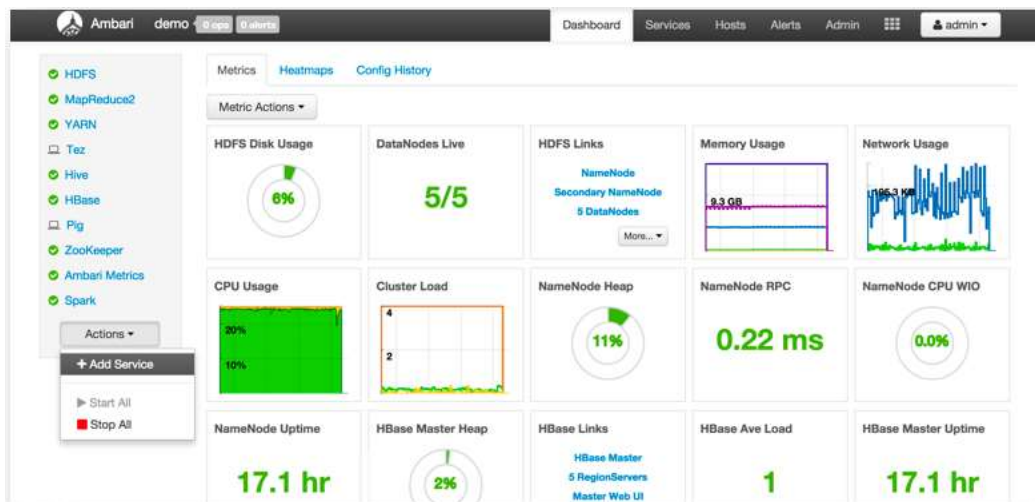 Ambari demo 0 ops 0 alerts Dashboard Services Hosts Alerts Admin admin
HDFS
MapReduce2
YARN
Tez
Hive
HBase
Pig
ZooKeeper
Ambari Metrics
Spark
Actions
+ Add Service
Start All
Stop All
Metrics Heatmaps Config History
Metric Actions
HDFS Disk Usage
6%
DataNodes Live
5/5
HDFS Links
NameNode
Secondary NameNode
5 DataNodes
More...
Memory Usage
9.3 GB
Network Usage
CPU Usage
20%
10%
Cluster Load
4
2
NameNode Heap
11%
NameNode RPC
0.22 ms
NameNode CPU WIO
0.0%
NameNode Uptime
17.1 hr
HBase Master Heap
2%
HBase Links
HBase Master
5 RegionServers
Master Web UI
HBase Ave Load
1
HBase Master Uptime
17.1 hr